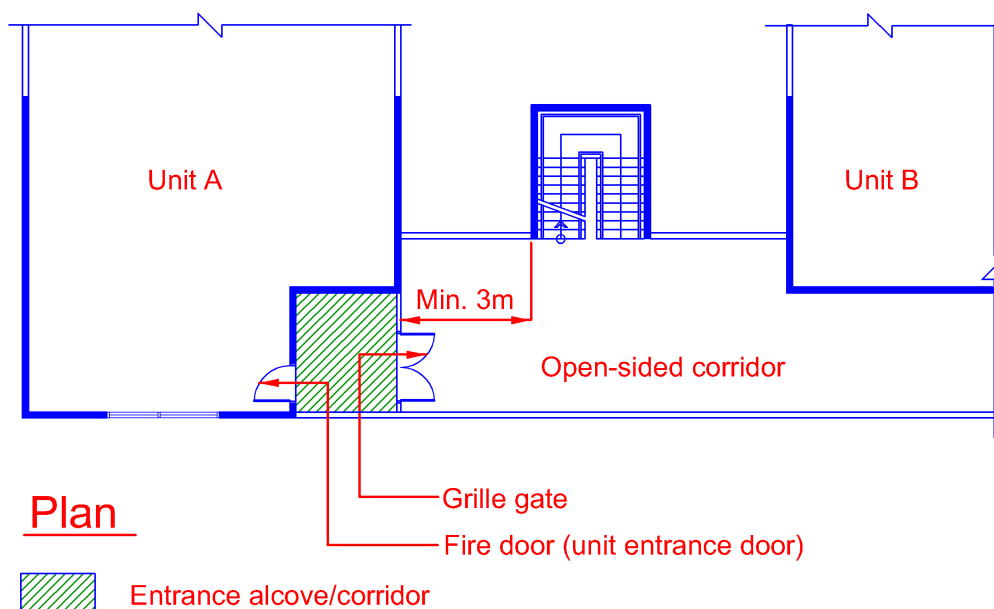 Unit A
Unit B
Min. 3m
Open-sided corridor
Grille gate
Plan
Fire door (unit entrance door)
Entrance alcove/corridor